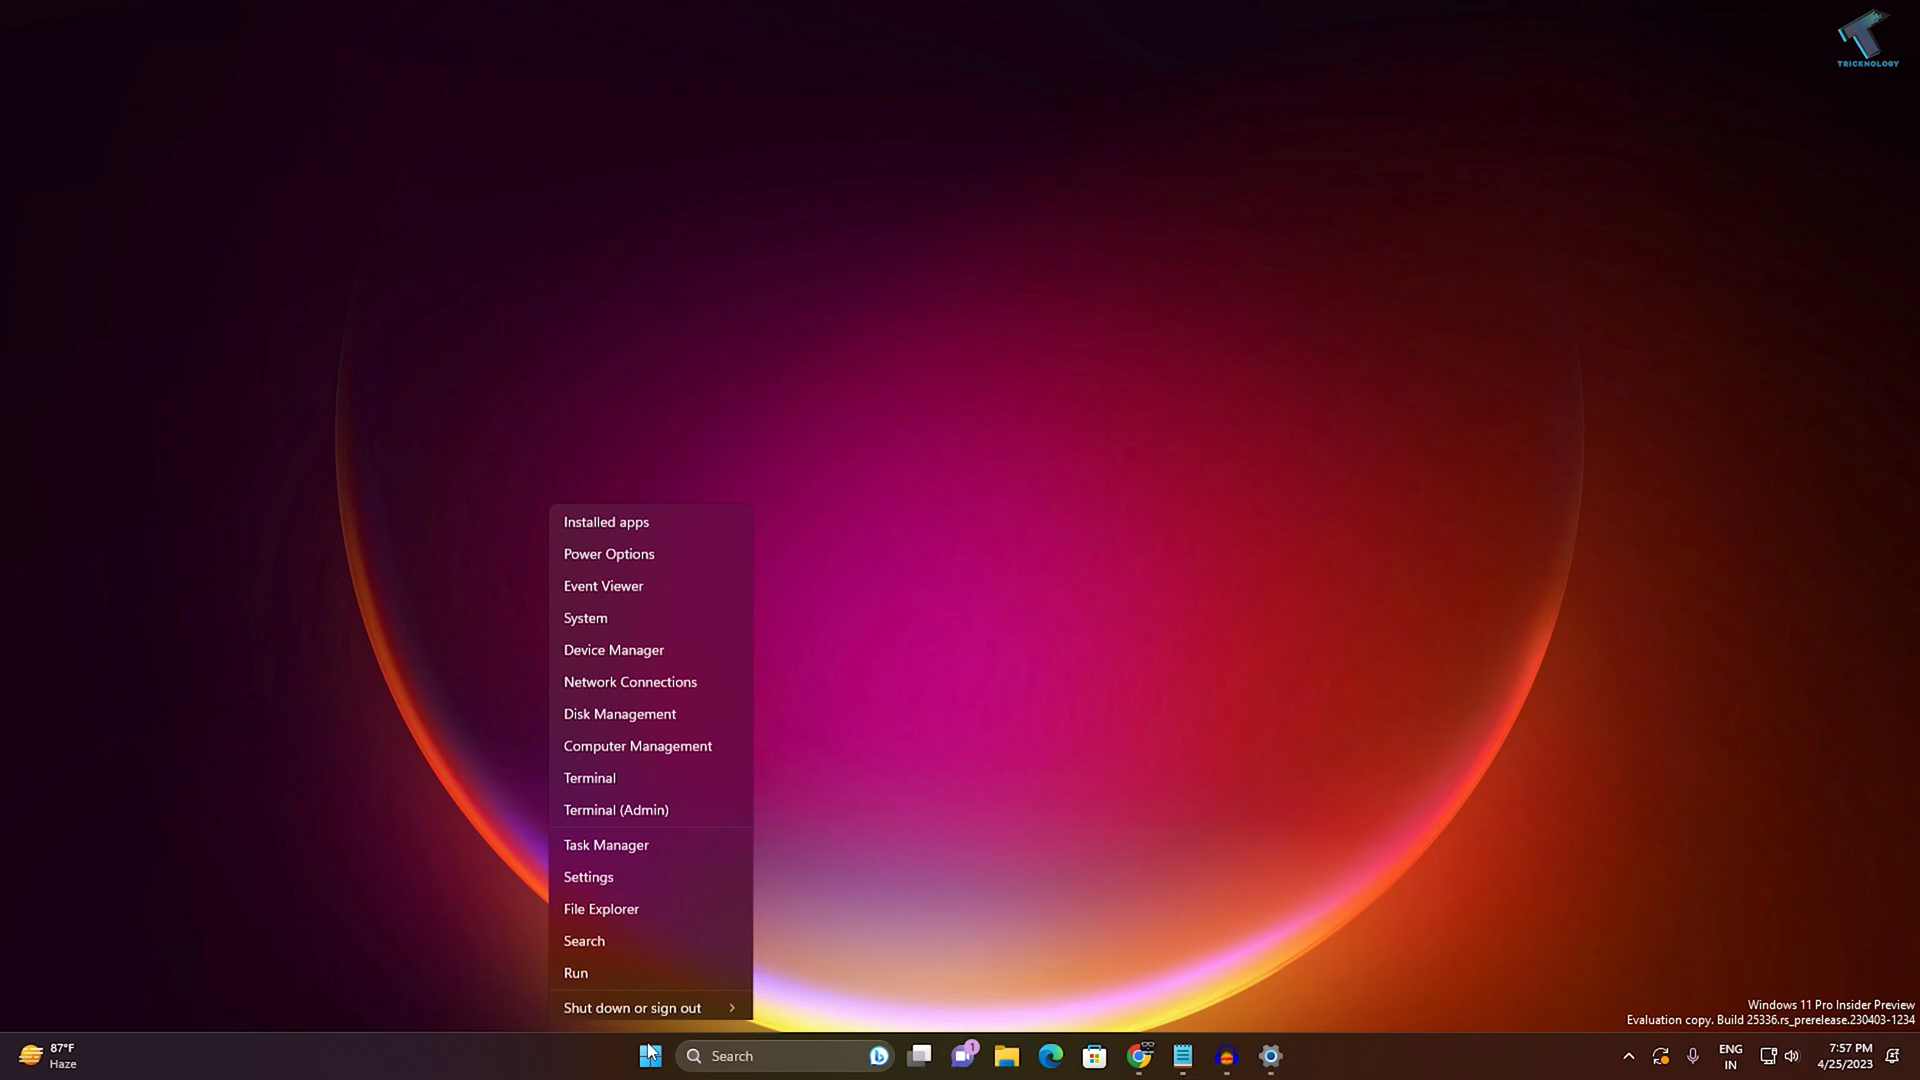 TRICKNOLOGY
Installed apps
Power Options
Event Viewer
System
Device Manager
Network Connections
Disk Management
Computer Management
Terminal
Terminal (Admin)
Task Manager
Settings
File Explorer
Search
Run
Shut down or sign out
Windows 11 Pro Insider Preview
Evaluation copy. Build 25336.rs_prerelease.230403-1234
87°F
Haze
Search
1
ENG
IN
7:57 PM
4/25/2023